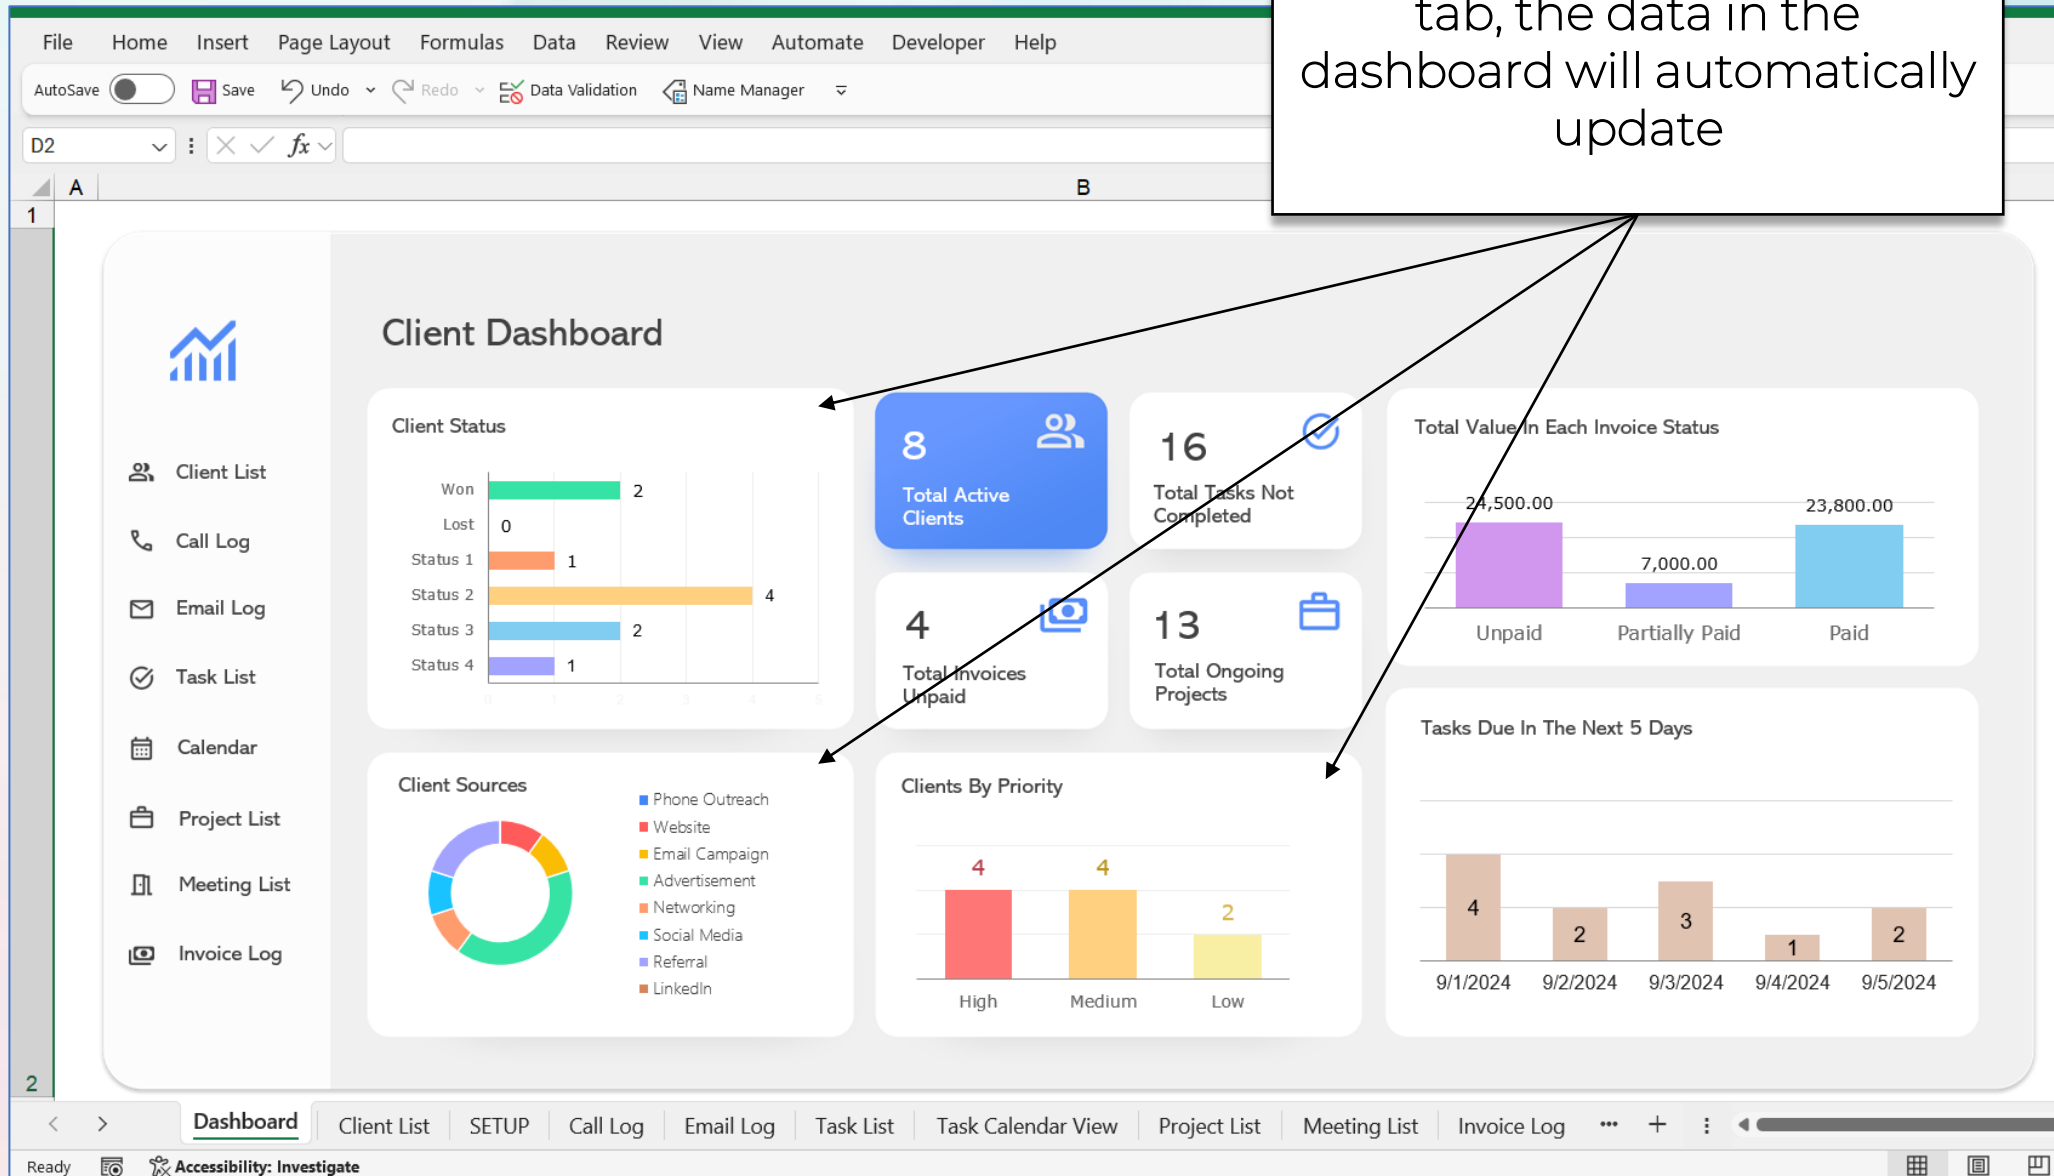 tab, the data in the
dashboard will automatically
update
File Home Insert Page Layout Formulas Data Review View Automate Developer Help
AutoSave Save Undo Redo Data Validation Name Manager
D2 fx
A B
1
2
Client List
Call Log
Email Log
Task List
Calendar
Project List
Meeting List
Invoice Log
Client Dashboard
Client Status
Won 2
Lost 0
Status 1 1
Status 2 4
Status 3 2
Status 4 1
0 1 2 3 4 5
8
Total Active
Clients
16
Total Tasks Not
Completed
4
Total Invoices
Unpaid
13
Total Ongoing
Projects
Total Value In Each Invoice Status
24,500.00 7,000.00 23,800.00
Unpaid Partially Paid Paid
Client Sources
Phone Outreach
Website
Email Campaign
Advertisement
Networking
Social Media
Referral
LinkedIn
Clients By Priority
4 4 2
High Medium Low
Tasks Due In The Next 5 Days
4 2 3 1 2
9/1/2024 9/2/2024 9/3/2024 9/4/2024 9/5/2024
Dashboard Client List SETUP Call Log Email Log Task List Task Calendar View Project List Meeting List Invoice Log
Ready Accessibility: Investigate